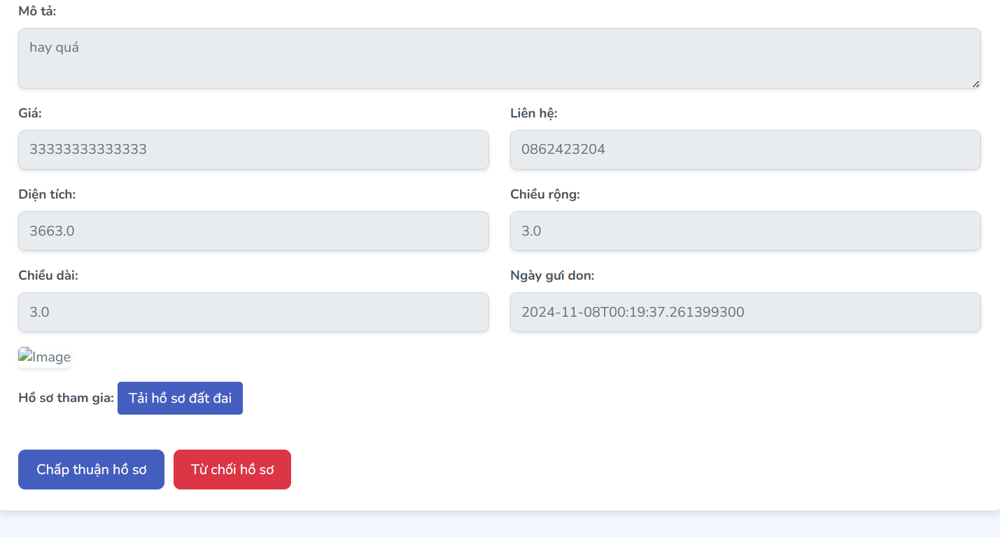 Mô tả:
hay quá
Giá:
Liên hệ:
33333333333333
0862423204
Diện tích:
Chiều rộng:
3663.0
3.0
Chiều dài:
Ngày gưi don:
3.0
2024-11-08T00:19:37.261399300
Image
Hồ sơ tham gia: Tải hồ sơ đất đai
Chấp thuận hồ sơ
Từ chối hồ sơ